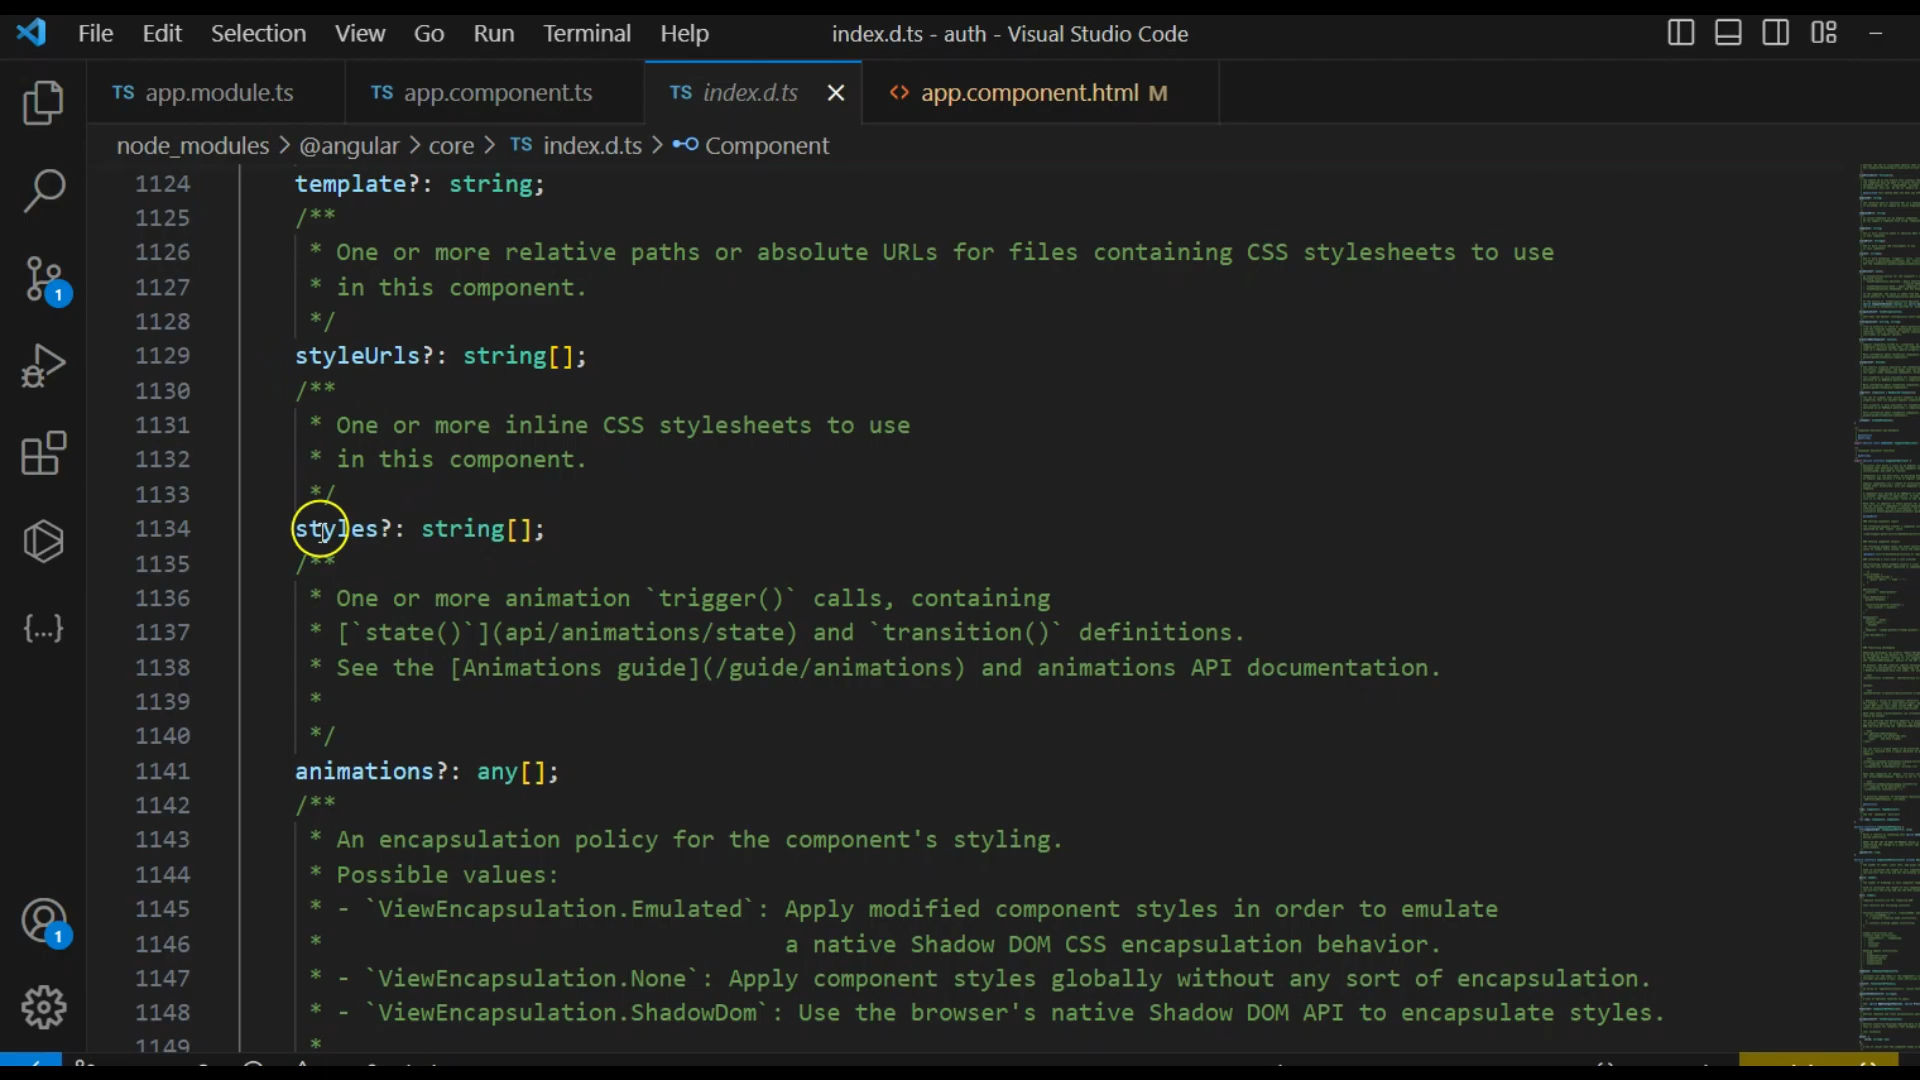 File Edit Selection View Go Run Terminal Help index.d.ts - auth - Visual Studio Code
TS app.module.ts TS app.component.ts TS index.d.ts <> app.component.html M
node_modules > @angular > core > TS index.d.ts > Component
1124 template?: string;
1125 /**
1126 * One or more relative paths or absolute URLs for files containing CSS stylesheets to use
1127 * in this component.
1128 */
1129 styleUrls?: string[];
1130 /**
1131 * One or more inline CSS stylesheets to use
1132 * in this component.
1133 */
1134 styles?: string[];
1135 /**
1136 * One or more animation `trigger()` calls, containing
1137 * [`state()`](api/animations/state) and `transition()` definitions.
1138 * See the [Animations guide](/guide/animations) and animations API documentation.
1139 *
1140 */
1141 animations?: any[];
1142 /**
1143 * An encapsulation policy for the component's styling.
1144 * Possible values:
1145 * - `ViewEncapsulation.Emulated`: Apply modified component styles in order to emulate
1146 * a native Shadow DOM CSS encapsulation behavior.
1147 * - `ViewEncapsulation.None`: Apply component styles globally without any sort of encapsulation.
1148 * - `ViewEncapsulation.ShadowDom`: Use the browser's native Shadow DOM API to encapsulate styles.
1149 *
1
1